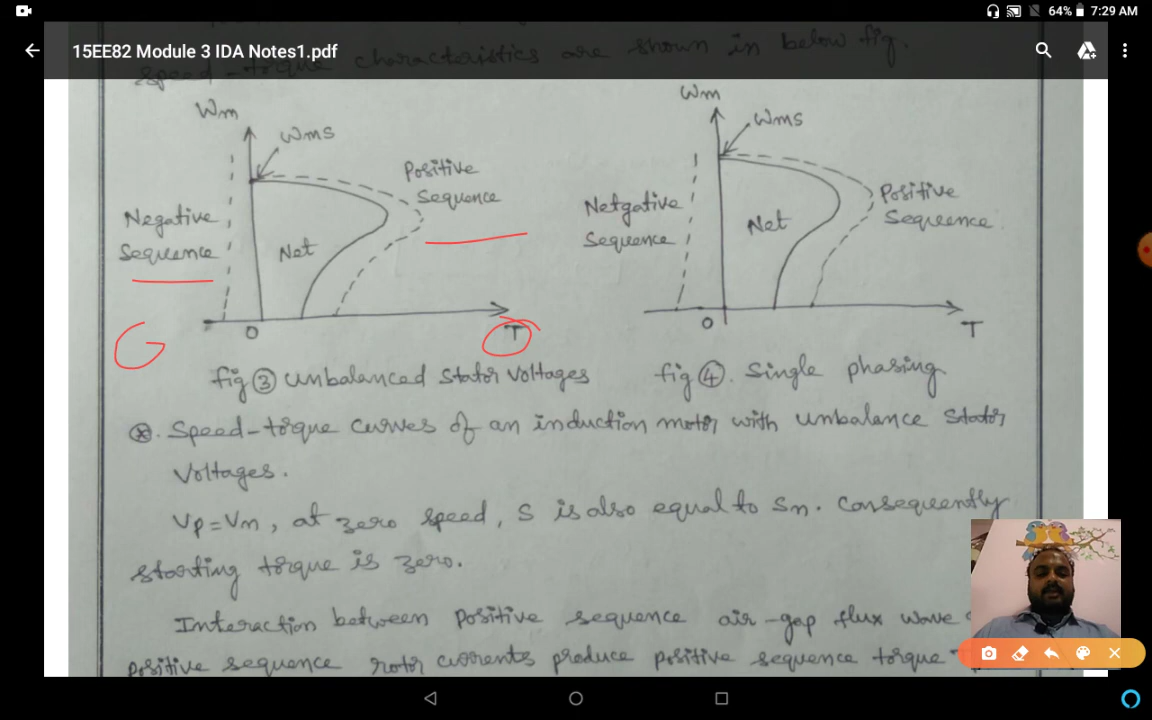 64% 7:29 AM
15EE82 Module 3 IDA Notes1.pdf
speed-torque characteristics are shown in below fig.
Wm
Wms
Positive
Sequence
Negative
Sequence
Net
O
T
fig ③ unbalanced stator voltages
Wm
Wms
Netgative
Sequence
Positive
Sequence
Net
O
T
fig ④. Single phasing
⊛. Speed-torque curves of an induction motor with unbalance stator
voltages.
Vp=Vn, at zero speed, S is also equal to Sn. Consequently
starting torque is zero.
Interaction between positive sequence air-gap flux wave
positive sequence rotor currents produce positive sequence torque